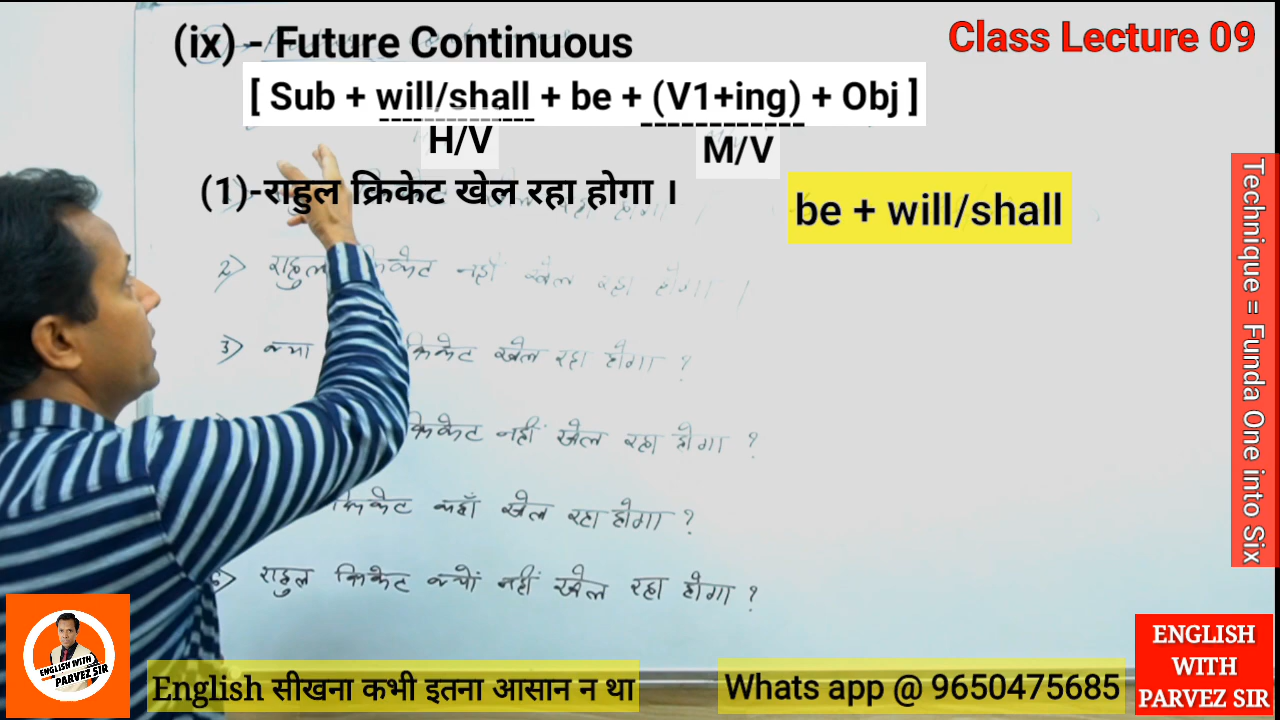 (ix) - Future Continuous
Class Lecture 09
[ Sub + will/shall + be + (V1+ing) + Obj ]
H/V
M/V
(1)-राहुल क्रिकेट खेल रहा होगा ।
be + will/shall
2) राहुल क्रिकेट नहीं खेल रहा होगा ।
3) क्या क्रिकेट खेल रहा होगा ?
क्रिकेट नहीं खेल रहा होगा ?
क्रिकेट कहाँ खेल रहा होगा ?
6) राहुल क्रिकेट क्यों नहीं खेल रहा होगा ?
Technique = Funda One into Six
ENGLISH WITH
PARVEZ SIR
English सीखना कभी इतना आसान न था
Whats app @ 9650475685
ENGLISH
WITH
PARVEZ SIR